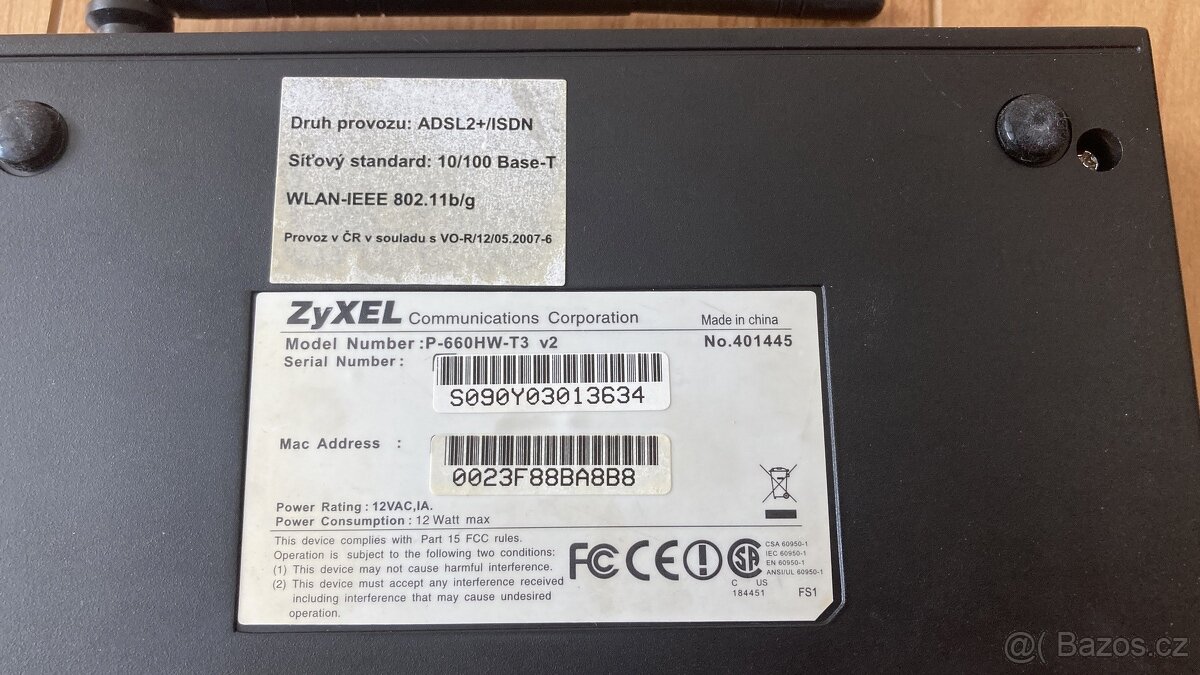 Druh provozu: ADSL2+/ISDN
Síťový standard: 10/100 Base-T
WLAN-IEEE 802.11b/g
Provoz v ČR v souladu s VO-R/12/05.2007-6
ZyXEL Communications Corporation Made in china
Model Number :P-660HW-T3 v2 No.401445
Serial Number :
S090Y03013634
Mac Address :
0023F88BA8B8
Power Rating : 12VAC,IA.
Power Consumption : 12 Watt max
This device complies with Part 15 FCC rules.
Operation is subject to the following two conditions:
(1) This device may not cause harmful interference.
(2) This device must accept any interference received
including interference that may cause undesired
operation.
FC CE SA
C US
184451
CSA 60950-1
IEC 60950-1
EN 60950-1
ANSI/UL 60950-1
FS1
@( Bazos.cz